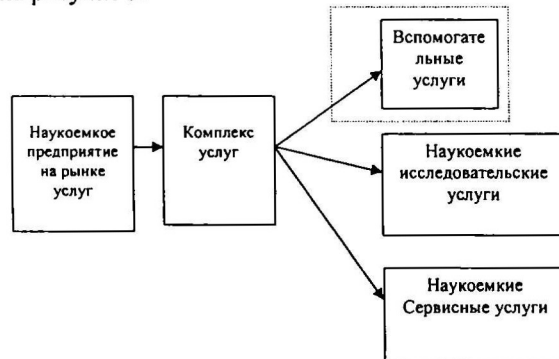 Вспомогате
льные
услуги
Наукоемкое
предприятие
на рынке
услуг
Комплекс
услуг
Наукоемкие
исследовательские
услуги
Наукоемкие
Сервисные услуги